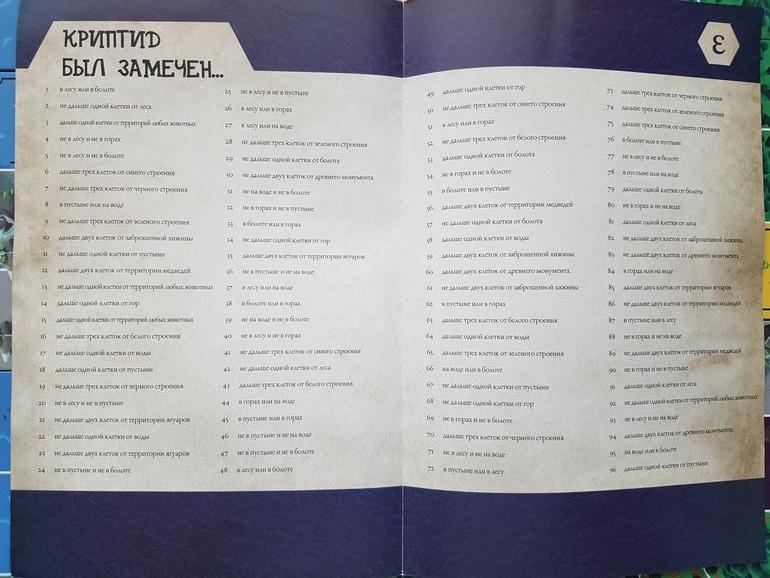 КРИПТИД
БЫЛ ЗАМЕЧЕН...
ε
1 в лесу или в болоте
2 не дальше одной клетки от леса
3 дальше одной клетки от территорий любых животных
4 не в лесу и не в горах
5 не в лесу и не в болоте
6 дальше трех клеток от синего строения
7 не дальше трех клеток от черного строения
8 в пустыне или на воде
9 не дальше трех клеток от зеленого строения
10 дальше двух клеток от заброшенной хижины
11 не дальше одной клетки от пустыни
12 дальше двух клеток от территории медведей
13 не дальше одной клетки от территорий любых животных
14 дальше одной клетки от гор
15 дальше одной клетки от территорий любых животных
16 не дальше трех клеток от белого строения
17 не дальше одной клетки от воды
18 дальше одной клетки от пустыни
19 не дальше трех клеток от черного строения
20 не в лесу и не в пустыне
21 не дальше двух клеток от территории ягуаров
22 не дальше одной клетки от воды
23 не дальше двух клеток от территории ягуаров
24 не в пустыне и не в болоте
25 не в лесу и не в пустыне
26 в лесу или в горах
27 в лесу или на воде
28 не дальше трех клеток от зеленого строения
29 не дальше одной клетки от болота
30 не дальше двух клеток от древнего монумента
31 не на воде и не в болоте
32 не в горах и не в пустыне
33 в болоте или в горах
34 не дальше одной клетки от гор
35 дальше двух клеток от территории ягуаров
36 не в пустыне и не на воде
37 в лесу или на воде
38 в болоте или в горах
39 не на воде и не в болоте
40 не в лесу и не в горах
41 не дальше трех клеток от синего строения
42 не дальше одной клетки от леса
43 дальше трех клеток от белого строения
44 в горах или на воде
45 в пустыне или в горах
46 не в пустыне и не на воде
47 не в пустыне и не в болоте
48 в лесу или в болоте
49 дальше одной клетки от гор
50 не дальше трех клеток от синего строения
51 в лесу или в горах
52 не дальше трех клеток от белого строения
53 дальше одной клетки от болота
54 не в горах и не в болоте
55 в болоте или в пустыне
56 дальше двух клеток от территории медведей
57 не дальше одной клетки от болота
58 дальше одной клетки от воды
59 дальше двух клеток от заброшенной хижины
60 дальше двух клеток от древнего монумента
61 не дальше двух клеток от заброшенной хижины
62 в пустыне или в горах
63 дальше трех клеток от белого строения
64 дальше одной клетки от воды
65 дальше трех клеток от зеленого строения
66 на воде или в болоте
67 не дальше одной клетки от пустыни
68 не дальше одной клетки от гор
69 не в горах и не в болоте
70 дальше трех клеток от черного строения
71 не в лесу и не на воде
72 в пустыне или в лесу
73 дальше трех клеток от черного строения
74 дальше трех клеток от зеленого строения
75 дальше трех клеток от синего строения
76 в болоте или в пустыне
77 не в лесу и не в болоте
78 в пустыне или на воде
79 дальше одной клетки от болота
80 не в горах и не на воде
81 дальше одной клетки от леса
82 не дальше двух клеток от заброшенной хижины
83 не дальше двух клеток от древнего монумента
84 в горах или на воде
85 дальше двух клеток от территории ягуаров
86 не дальше двух клеток от территории медведей
87 в пустыне или в лесу
88 не в горах и не на воде
89 не дальше двух клеток от территории медведей
90 не в горах и не в пустыне
91 дальше одной клетки от леса
92 не дальше одной клетки от территорий любых животных
93 не в лесу и не на воде
94 дальше двух клеток от древнего монумента
95 на воде или в болоте
96 дальше одной клетки от пустыни